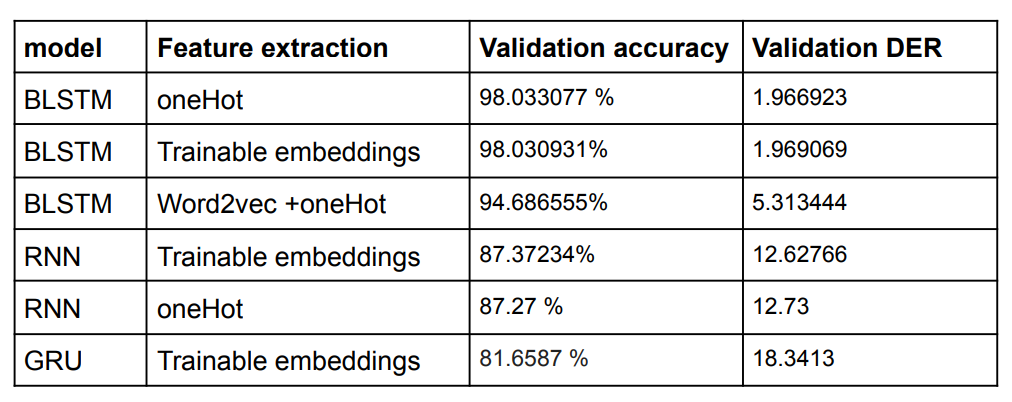 model Feature extraction Validation accuracy Validation DER
BLSTM oneHot 98.033077 % 1.966923
BLSTM Trainable embeddings 98.030931% 1.969069
BLSTM Word2vec +oneHot 94.686555% 5.313444
RNN Trainable embeddings 87.37234% 12.62766
RNN oneHot 87.27 % 12.73
GRU Trainable embeddings 81.6587 % 18.3413